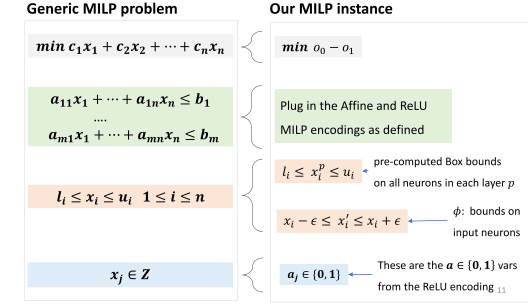 Generic MILP problem
Our MILP instance
min c₁x₁ + c₂x₂ + ⋯ + cₙxₙ
min o₀ − o₁
a₁₁x₁ + ⋯ + a₁ₙxₙ ≤ b₁
....
aₘ₁x₁ + ⋯ + aₘₙxₙ ≤ bₘ
Plug in the Affine and ReLU
MILP encodings as defined
lᵢ ≤ xᵢ ≤ uᵢ 1 ≤ i ≤ n
lᵢ ≤ xᵢᵖ ≤ uᵢ
pre-computed Box bounds
on all neurons in each layer p
xᵢ − ϵ ≤ xᵢ′ ≤ xᵢ + ϵ
ϕ: bounds on
input neurons
xⱼ ∈ Z
aⱼ ∈ {0, 1}
These are the a ∈ {0, 1} vars
from the ReLU encoding
11